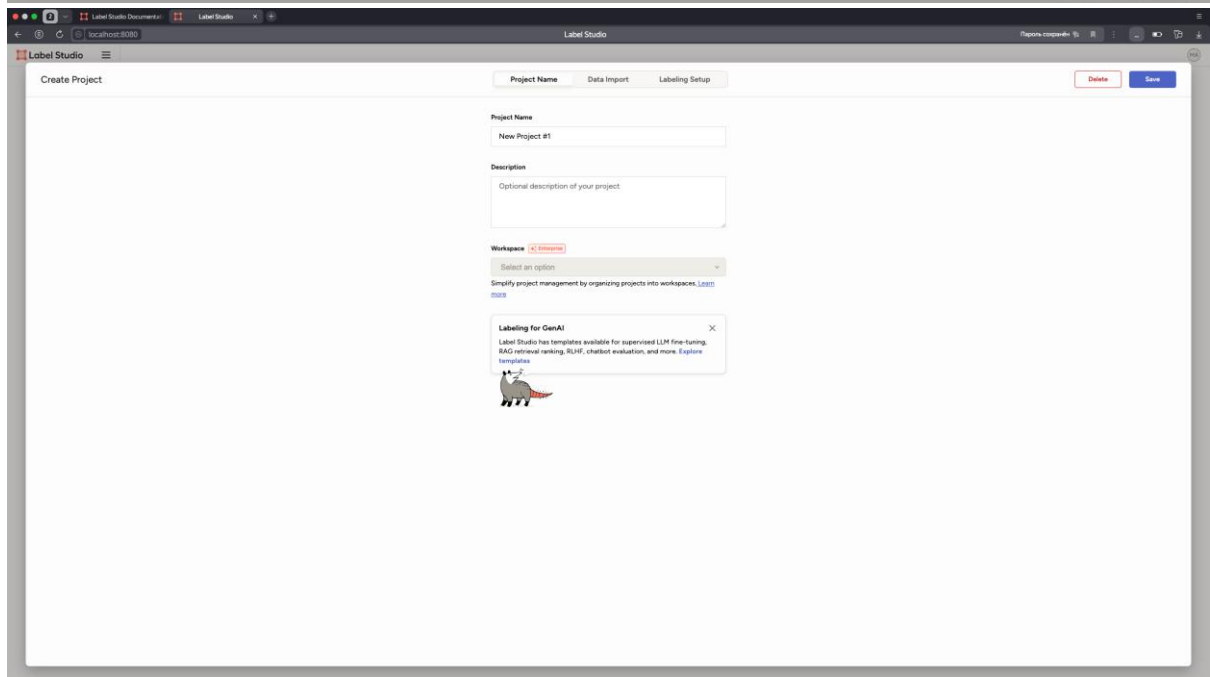 Label Studio Documentat
Label Studio
localhost:8080
Label Studio
Пароль сохранён
Label Studio
Create Project
Project Name
Data Import
Labeling Setup
Delete
Save
Project Name
New Project #1
Description
Optional description of your project
Workspace
Enterprise
Select an option
Simplify project management by organizing projects into workspaces. Learn
more
Labeling for GenAI
Label Studio has templates available for supervised LLM fine-tuning,
RAG retrieval ranking, RLHF, chatbot evaluation, and more. Explore
templates